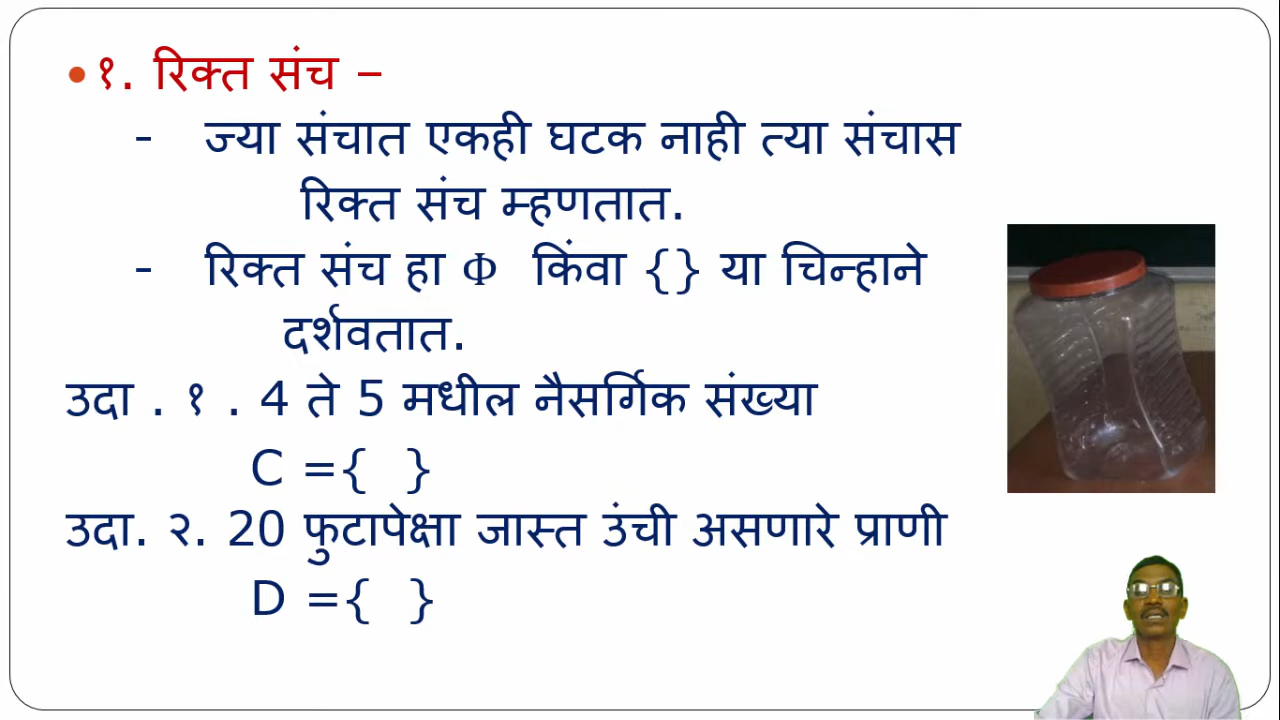 • १. रिक्त संच –
- ज्या संचात एकही घटक नाही त्या संचास
रिक्त संच म्हणतात.
- रिक्त संच हा Φ किंवा {} या चिन्हाने
दर्शवतात.
उदा . १ . 4 ते 5 मधील नैसर्गिक संख्या
C ={ }
उदा. २. 20 फुटापेक्षा जास्त उंची असणारे प्राणी
D ={ }